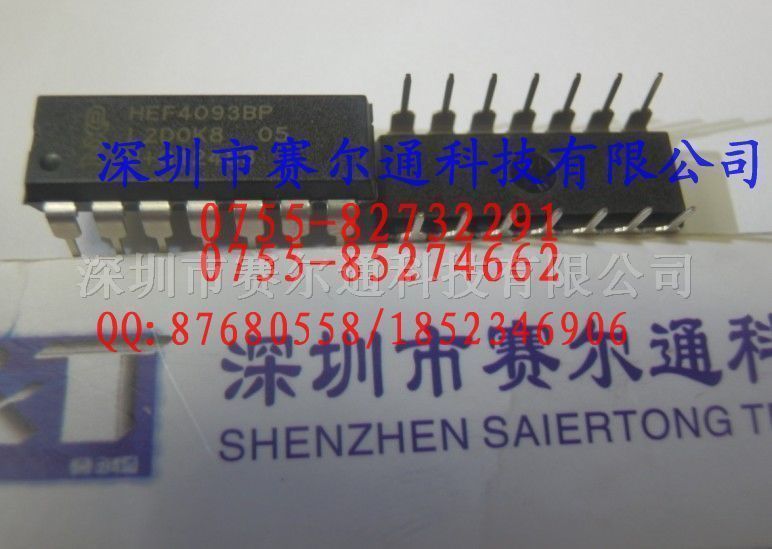 HEF4093BP
L2D0K8 05
深圳市赛尔通科技有限公司
0755-82732291
0755-85274662
深圳市赛尔通科技有限公司
QQ: 87680558/1852346906
深圳市赛尔通科
SHENZHEN SAIERTONG T